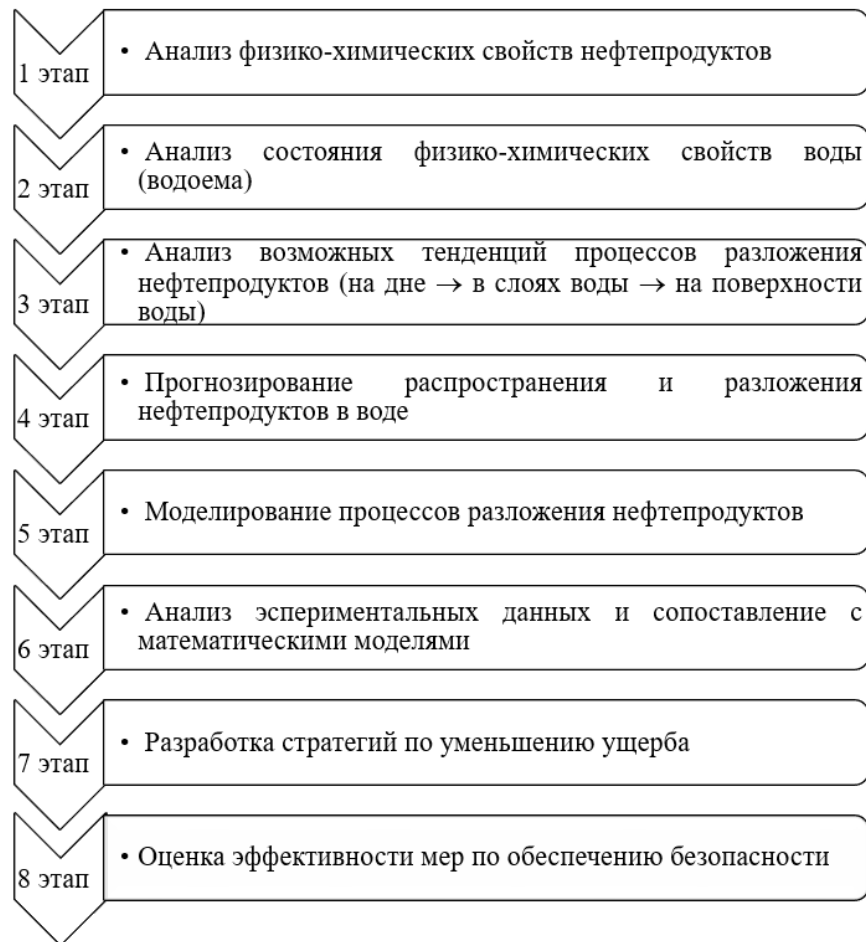 1 этап
• Анализ физико-химических свойств нефтепродуктов
2 этап
• Анализ состояния физико-химических свойств воды
(водоема)
3 этап
• Анализ возможных тенденций процессов разложения
нефтепродуктов (на дне → в слоях воды → на поверхности
воды)
4 этап
• Прогнозирование распространения и разложения
нефтепродуктов в воде
5 этап
• Моделирование процессов разложения нефтепродуктов
6 этап
• Анализ эспериментальных данных и сопоставление с
математическими моделями
7 этап
• Разработка стратегий по уменьшению ущерба
8 этап
• Оценка эффективности мер по обеспечению безопасности